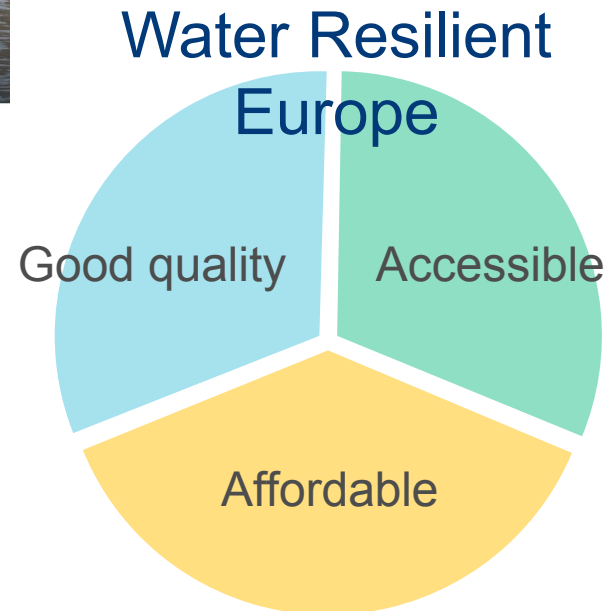 Water Resilient
Europe
Good quality
Accessible
Affordable